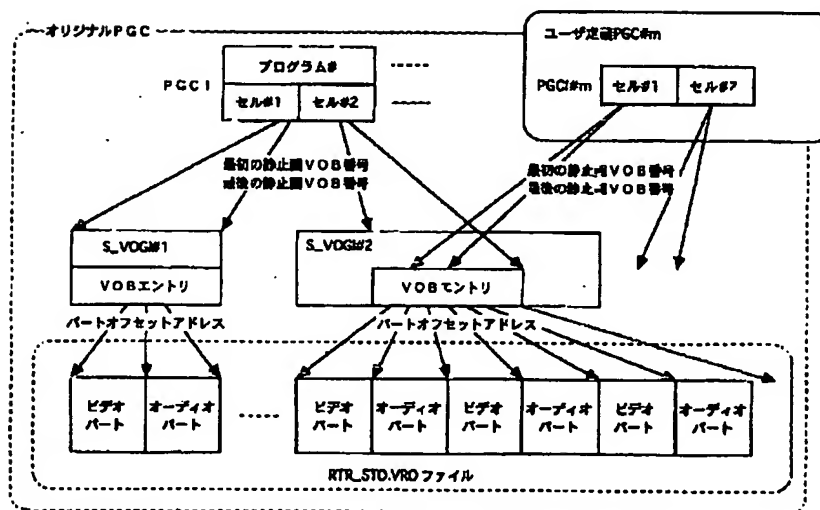 オリジナルPGC
プログラム#
PGCI
セル#1
セル#2
最初の静止画VOB番号
最後の静止画VOB番号
ユーザ定義PGC#m
PGCI#m
セル#1
セル#?
最初の静止画VOB番号
最後の静止画VOB番号
S_VOGI#1
VOBエントリ
S_VOGI#2
VOBエントリ
パートオフセットアドレス
パートオフセットアドレス
ビデオ
パート
オーディオ
パート
ビデオ
パート
オーディオ
パート
ビデオ
パート
オーディオ
パート
ビデオ
パート
オーディオ
パート
RTR_STO.VROファイル